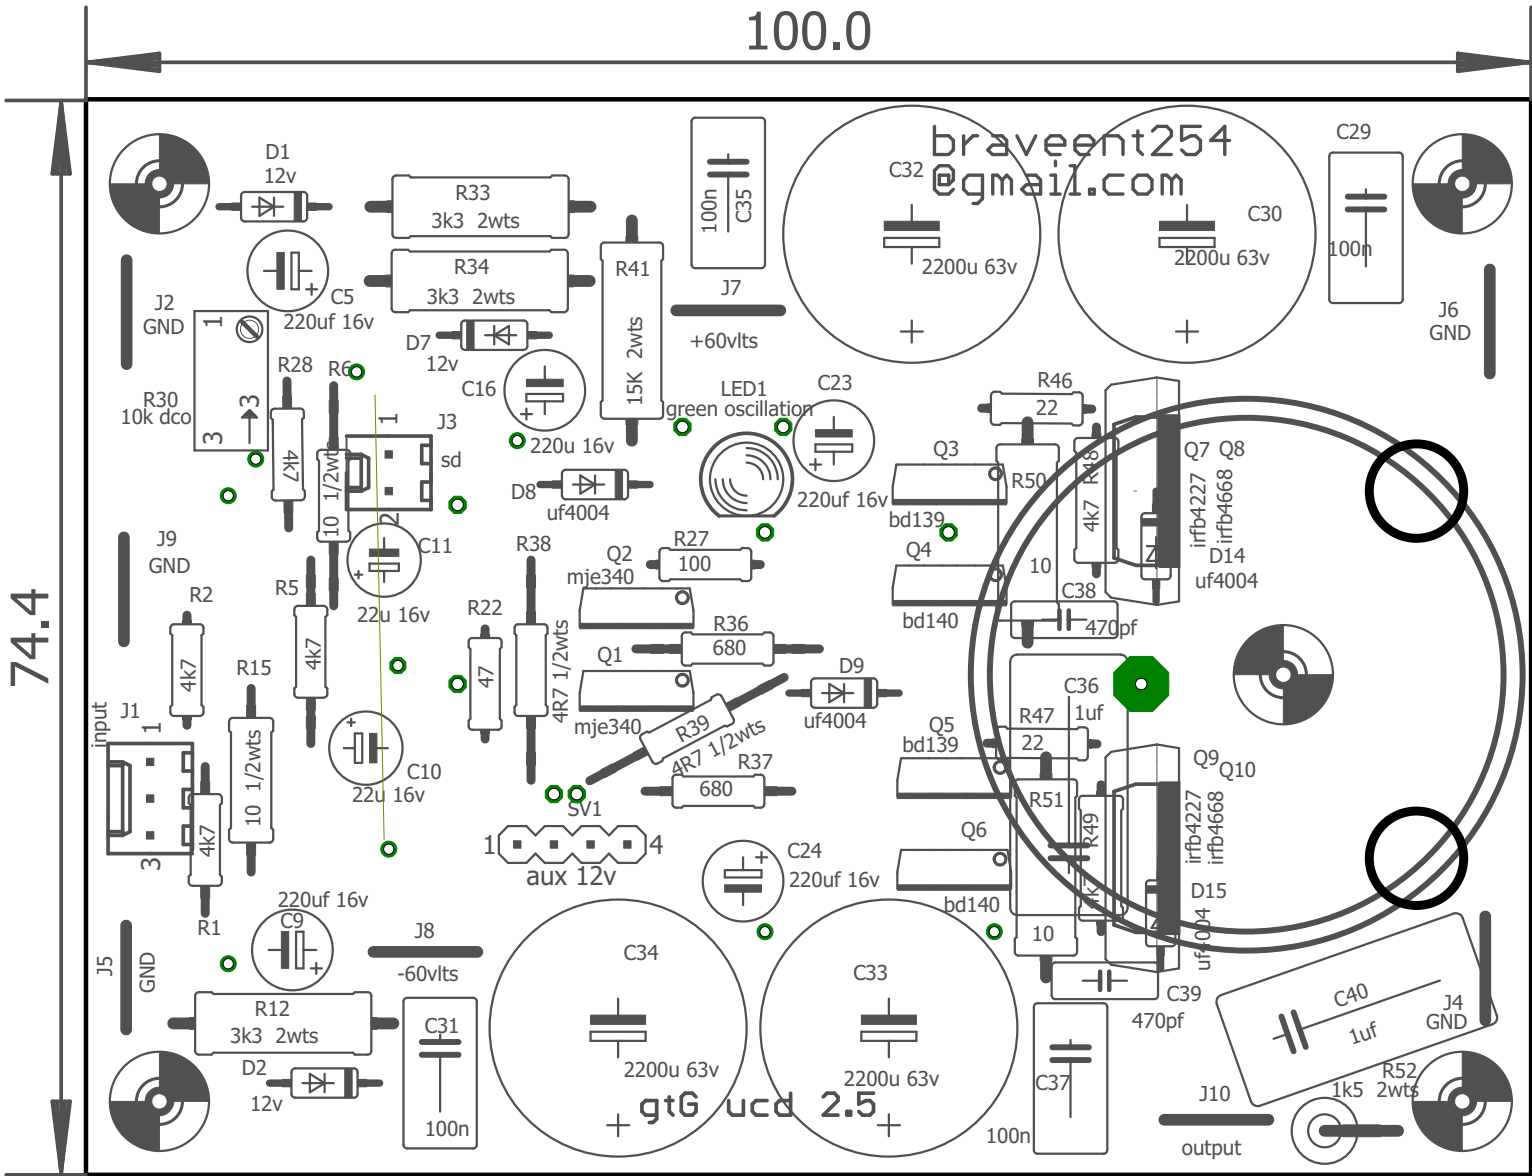 100.0
74.4
braveent254
@gmail.com
D1
12v
R33
3k3 2wts
R34
3k3 2wts
100n
C35
C32
2200u 63v
C30
2200u 63v
C29
100n
J2
GND
C5
220uf 16v
D7
12v
R41
15K 2wts
J7
+60vlts
J6
GND
1
R30
10k dco
3
3
R28
4k7
R6
10 1/2wts
1
J3
sd
2
C16
220u 16v
LED1
green oscillation
C23
220uf 16v
R46
22
Q3
bd139
R50
10
R48
4k7
Q7
Q8
irfb4227
irfb4668
D14
uf4004
D8
uf4004
J9
GND
C11
22u 16v
R38
4R7 1/2wts
Q2
mje340
R27
100
Q4
bd140
C38
470pf
R2
4k7
R5
4k7
R22
47
R36
680
Q1
mje340
D9
uf4004
R39
4R7 1/2wts
R37
680
C36
1uf
R47
22
Q5
bd139
R15
10 1/2wts
input
J1
1
3
C10
22u 16v
R1
4k7
SV1
1
4
aux 12v
Q9
Q10
irfb4227
irfb4668
R51
10
R49
D15
uf4004
Q6
bd140
C24
220uf 16v
220uf 16v
C9
J5
GND
J8
-60vlts
C34
2200u 63v
C33
2200u 63v
C39
470pf
C40
1uf
J4
GND
R12
3k3 2wts
C31
100n
D2
12v
C37
100n
R52
1k5 2wts
J10
output
gtG ucd 2.5